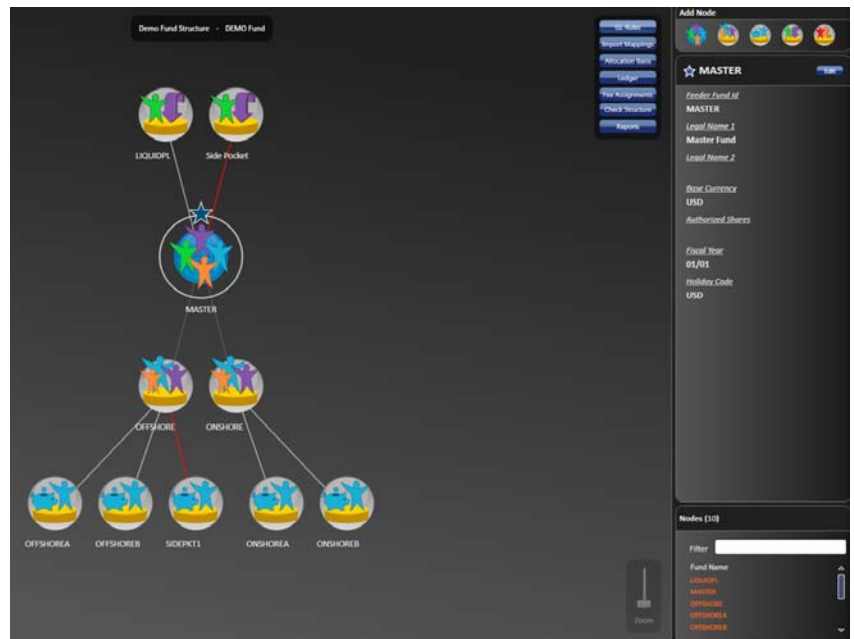 Demo Fund Structure - DEMO Fund
GL Rules
Import Mappings
Allocation Basis
Ledger
Fee Assignments
Check Structure
Reports
LIQUIDPL
Side Pocket
MASTER
OFFSHORE
ONSHORE
OFFSHOREA
OFFSHOREB
SIDEPKT1
ONSHOREA
ONSHOREB
Zoom
Add Node
MASTER
Edit
Feeder Fund Id
MASTER
Legal Name 1
Master Fund
Legal Name 2
Base Currency
USD
Authorized Shares
Fiscal Year
01/01
Holiday Code
USD
Nodes (10)
Filter
Fund Name
LIQUIDPL
MASTER
OFFSHORE
OFFSHOREA
OFFSHOREB